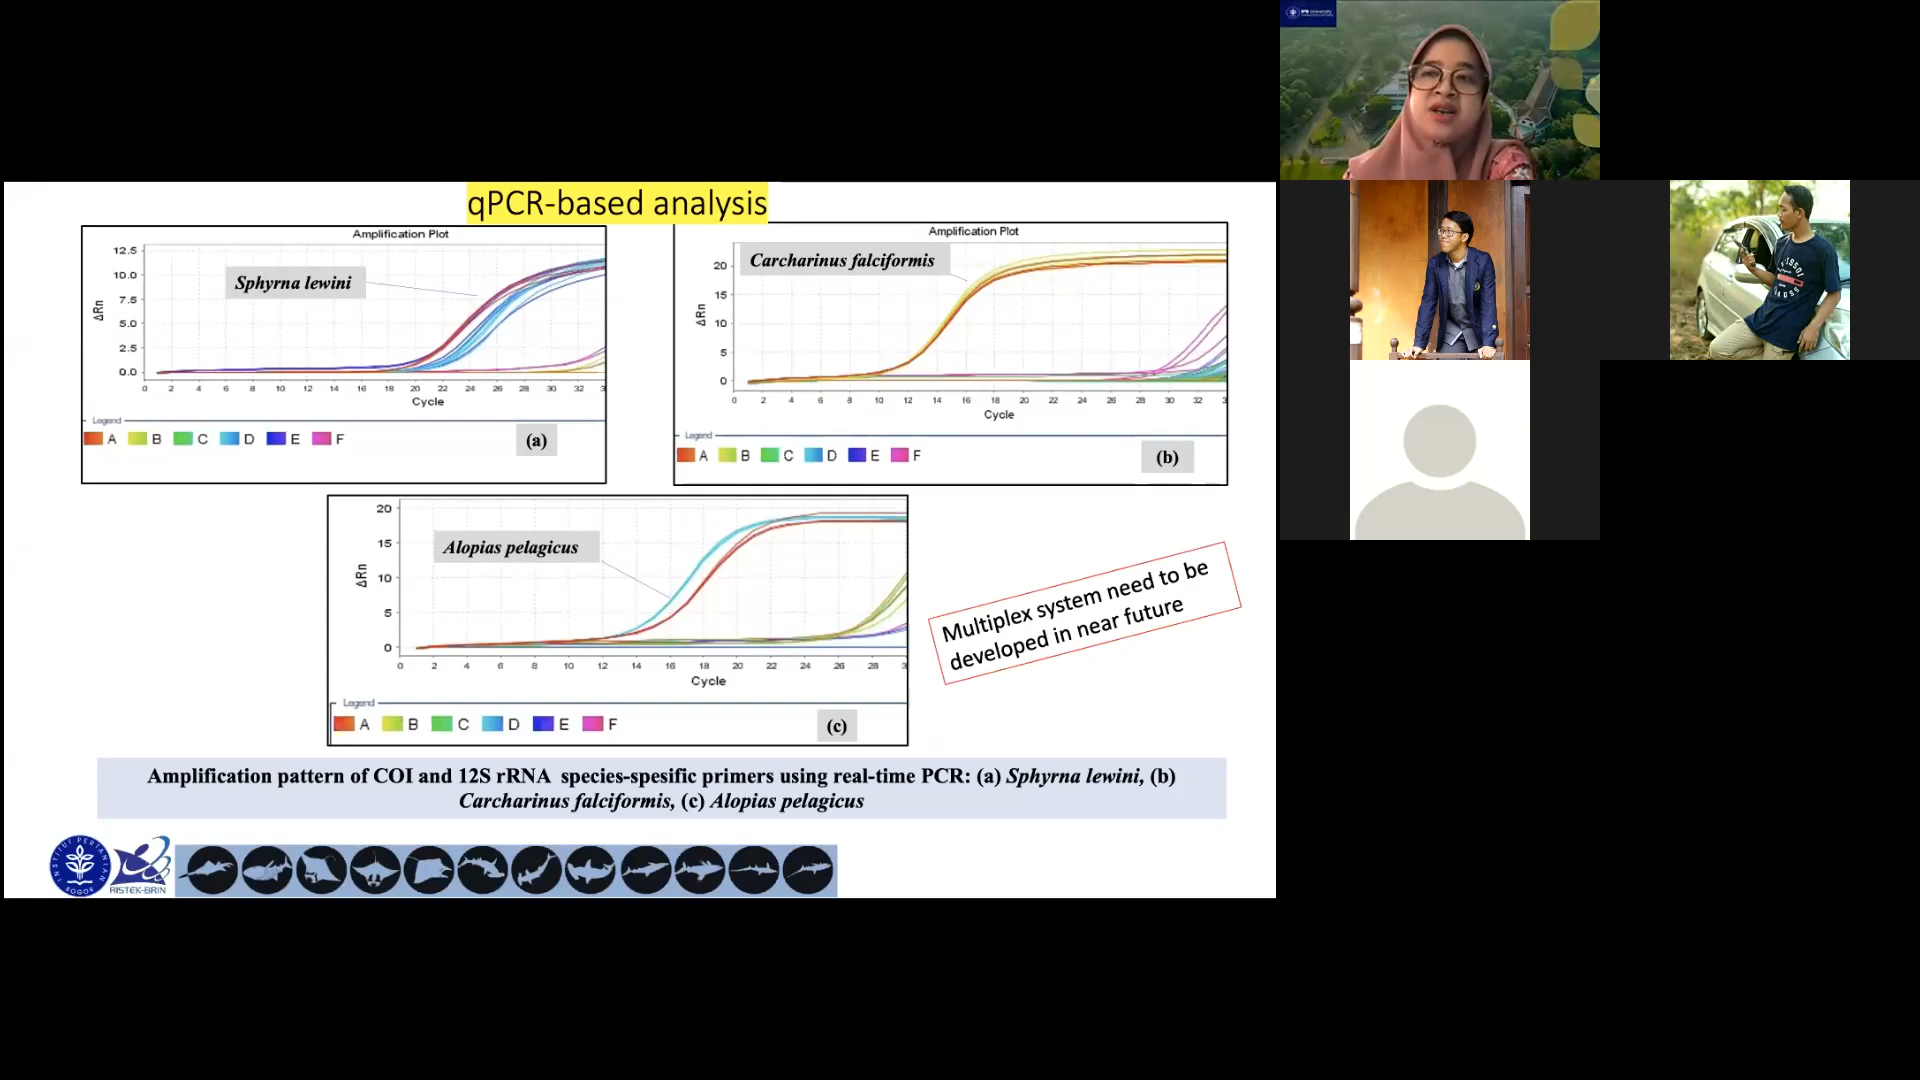 qPCR-based analysis
Amplification Plot
Sphyrna lewini
ΔRn
12.5
10.0
7.5
5.0
2.5
0.0
0 2 4 6 8 10 12 14 16 18 20 22 24 26 28 30 32
Cycle
Legend
A B C D E F
(a)
Amplification Plot
Carcharinus falciformis
ΔRn
20
15
10
5
0
0 2 4 6 8 10 12 14 16 18 20 22 24 26 28 30 32
Cycle
Legend
A B C D E F
(b)
Alopias pelagicus
ΔRn
20
15
10
5
0
0 2 4 6 8 10 12 14 16 18 20 22 24 26 28
Cycle
Legend
A B C D E F
(c)
Multiplex system need to be
developed in near future
Amplification pattern of COI and 12S rRNA species-spesific primers using real-time PCR: (a) Sphyrna lewini, (b)
Carcharinus falciformis, (c) Alopias pelagicus
INSTITUT PERTANIAN
BOGOR
RISTEK-BRIN
University